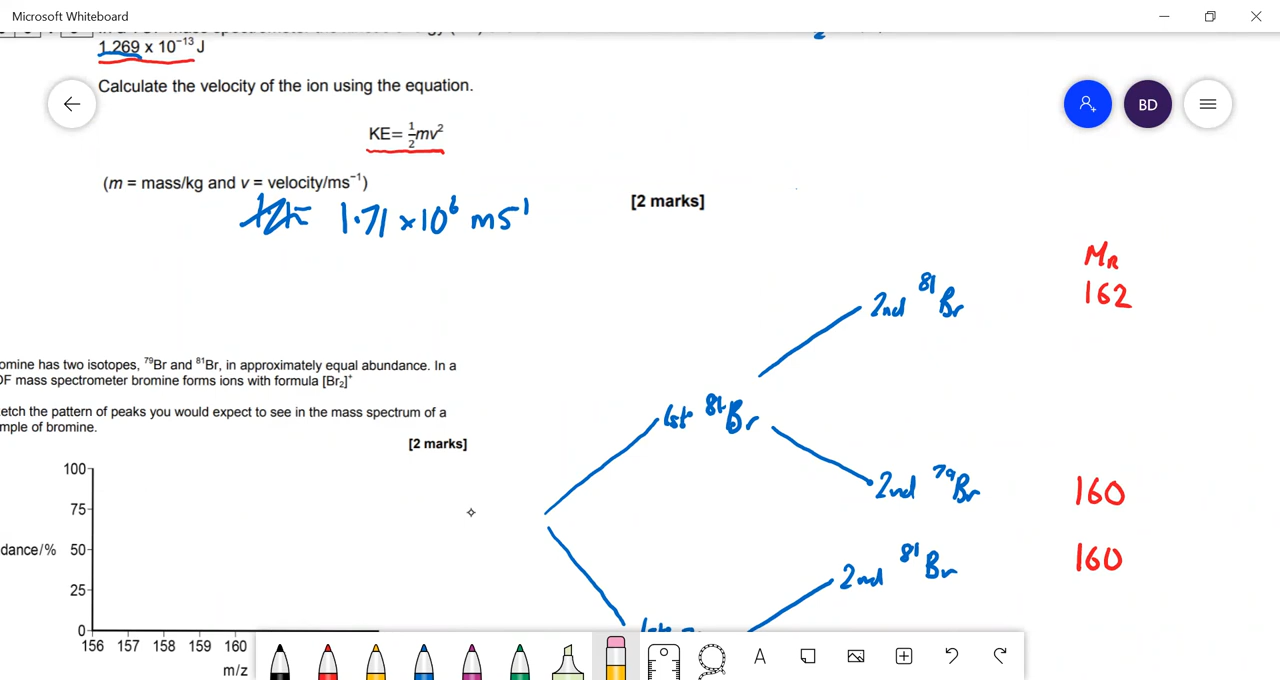 Microsoft Whiteboard
1.269 x 10⁻¹³ J
Calculate the velocity of the ion using the equation.
KE= ½mv²
(m = mass/kg and v = velocity/ms⁻¹)
[2 marks]
1.71 x 10⁶ ms⁻¹
BD
MR
162
2nd ⁸¹Br
omine has two isotopes, ⁷⁹Br and ⁸¹Br, in approximately equal abundance. In a
OF mass spectrometer bromine forms ions with formula [Br₂]⁺
etch the pattern of peaks you would expect to see in the mass spectrum of a
mple of bromine.
[2 marks]
1st ⁸¹Br
2nd ⁷⁹Br
160
2nd ⁸¹Br
160
100
75
dance/% 50
25
0
156 157 158 159 160
m/z
1st
A